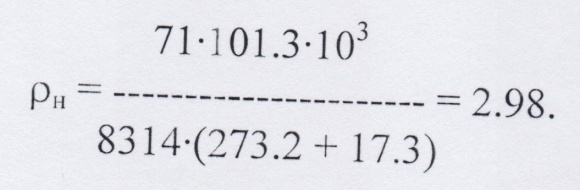 71·101.3·10³
ρн = ------------------------ = 2.98.
8314·(273.2 + 17.3)